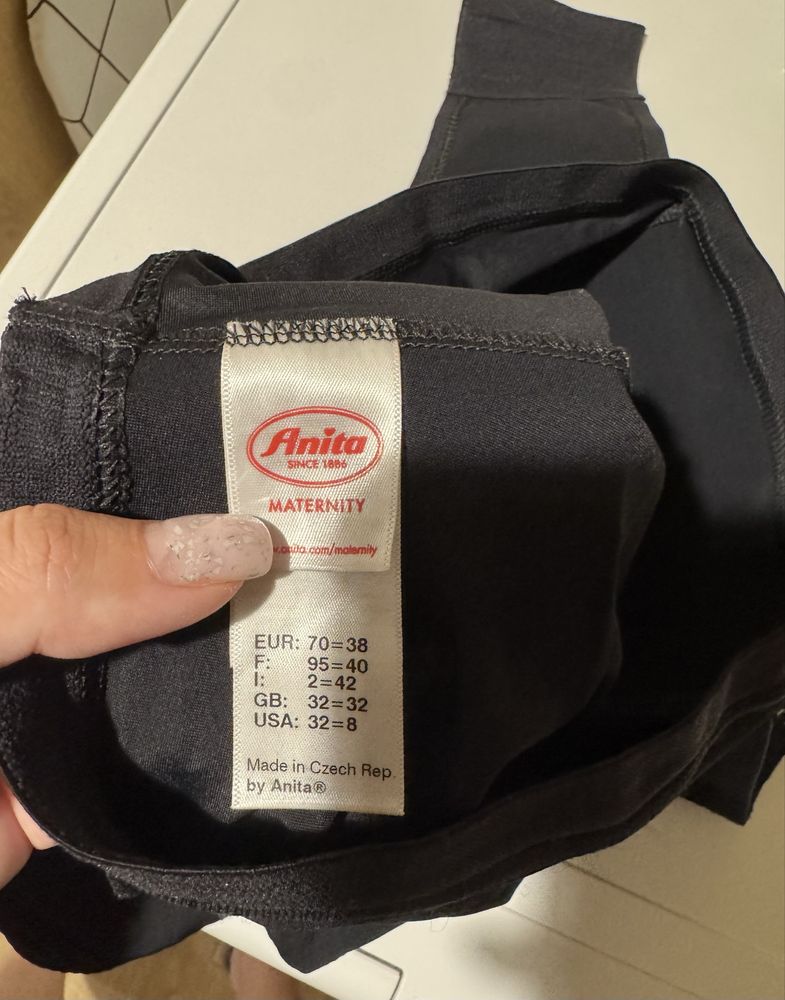 Anita
SINCE 1886
MATERNITY
.anita.com/maternity
EUR: 70=38
F: 95=40
I: 2=42
GB: 32=32
USA: 32=8
Made in Czech Rep.
by Anita®